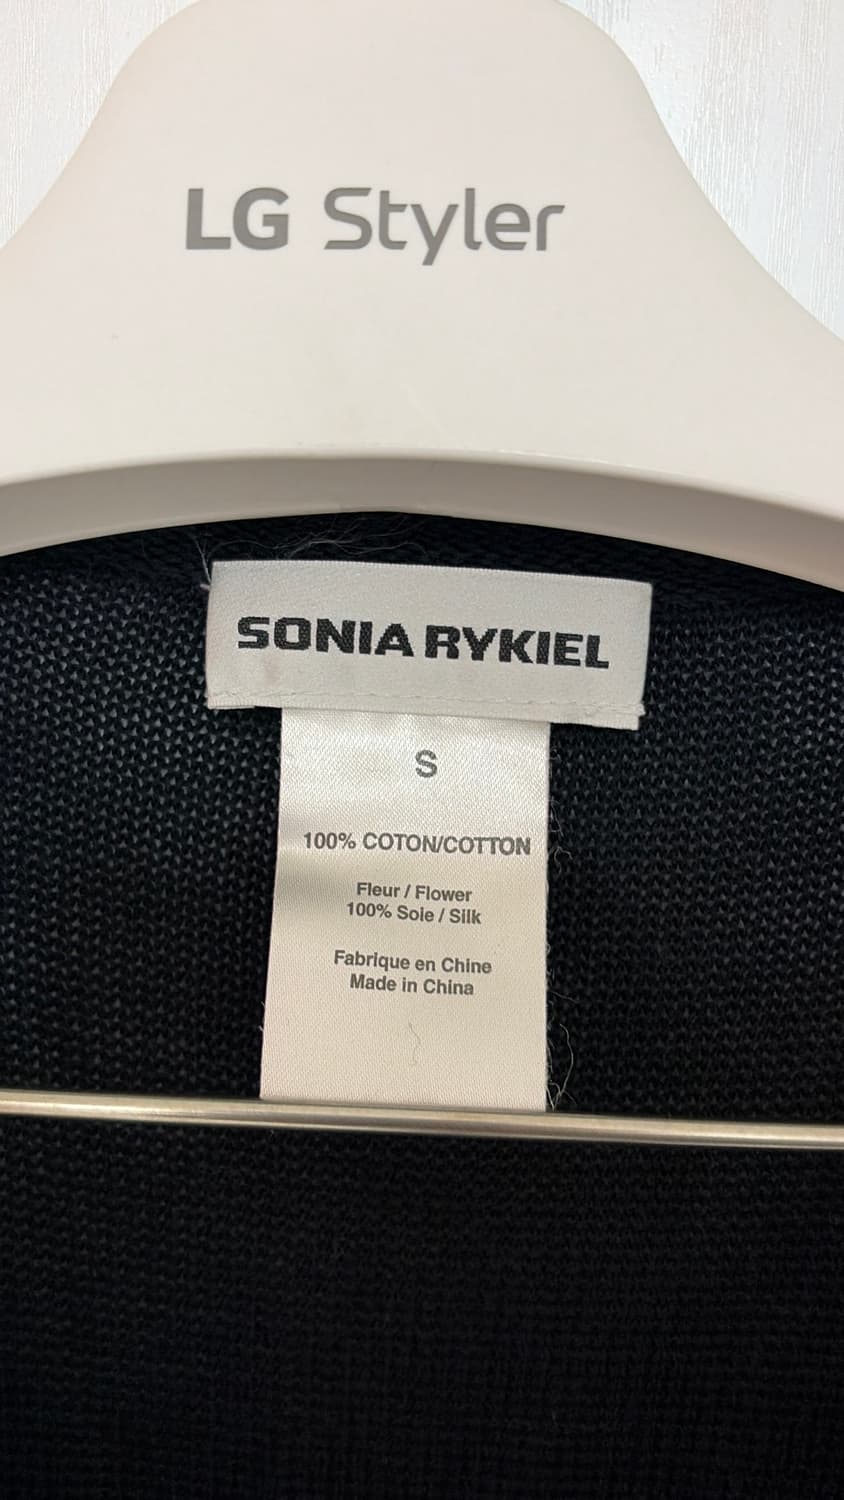 LG Styler
SONIA RYKIEL
S
100% COTON/COTTON
Fleur / Flower
100% Soie / Silk
Fabrique en Chine
Made in China